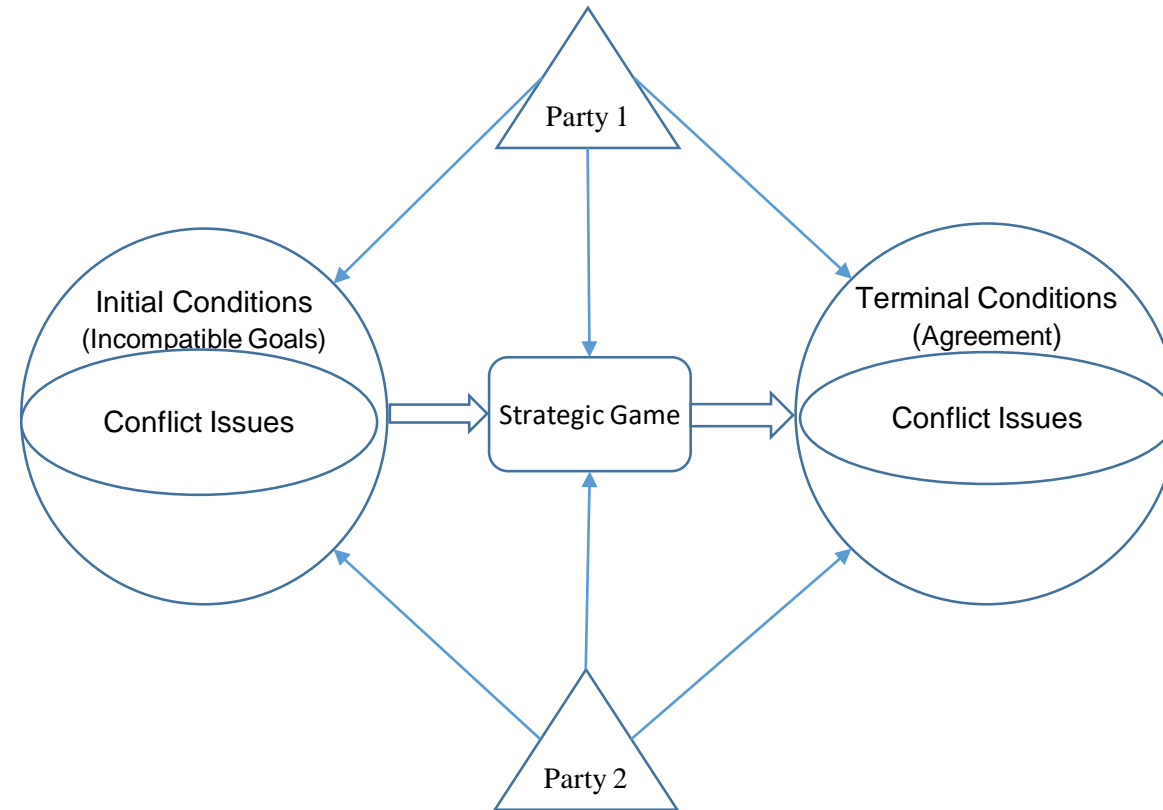 Party 1
Initial Conditions
(Incompatible Goals)
Conflict Issues
Strategic Game
Terminal Conditions
(Agreement)
Conflict Issues
Party 2